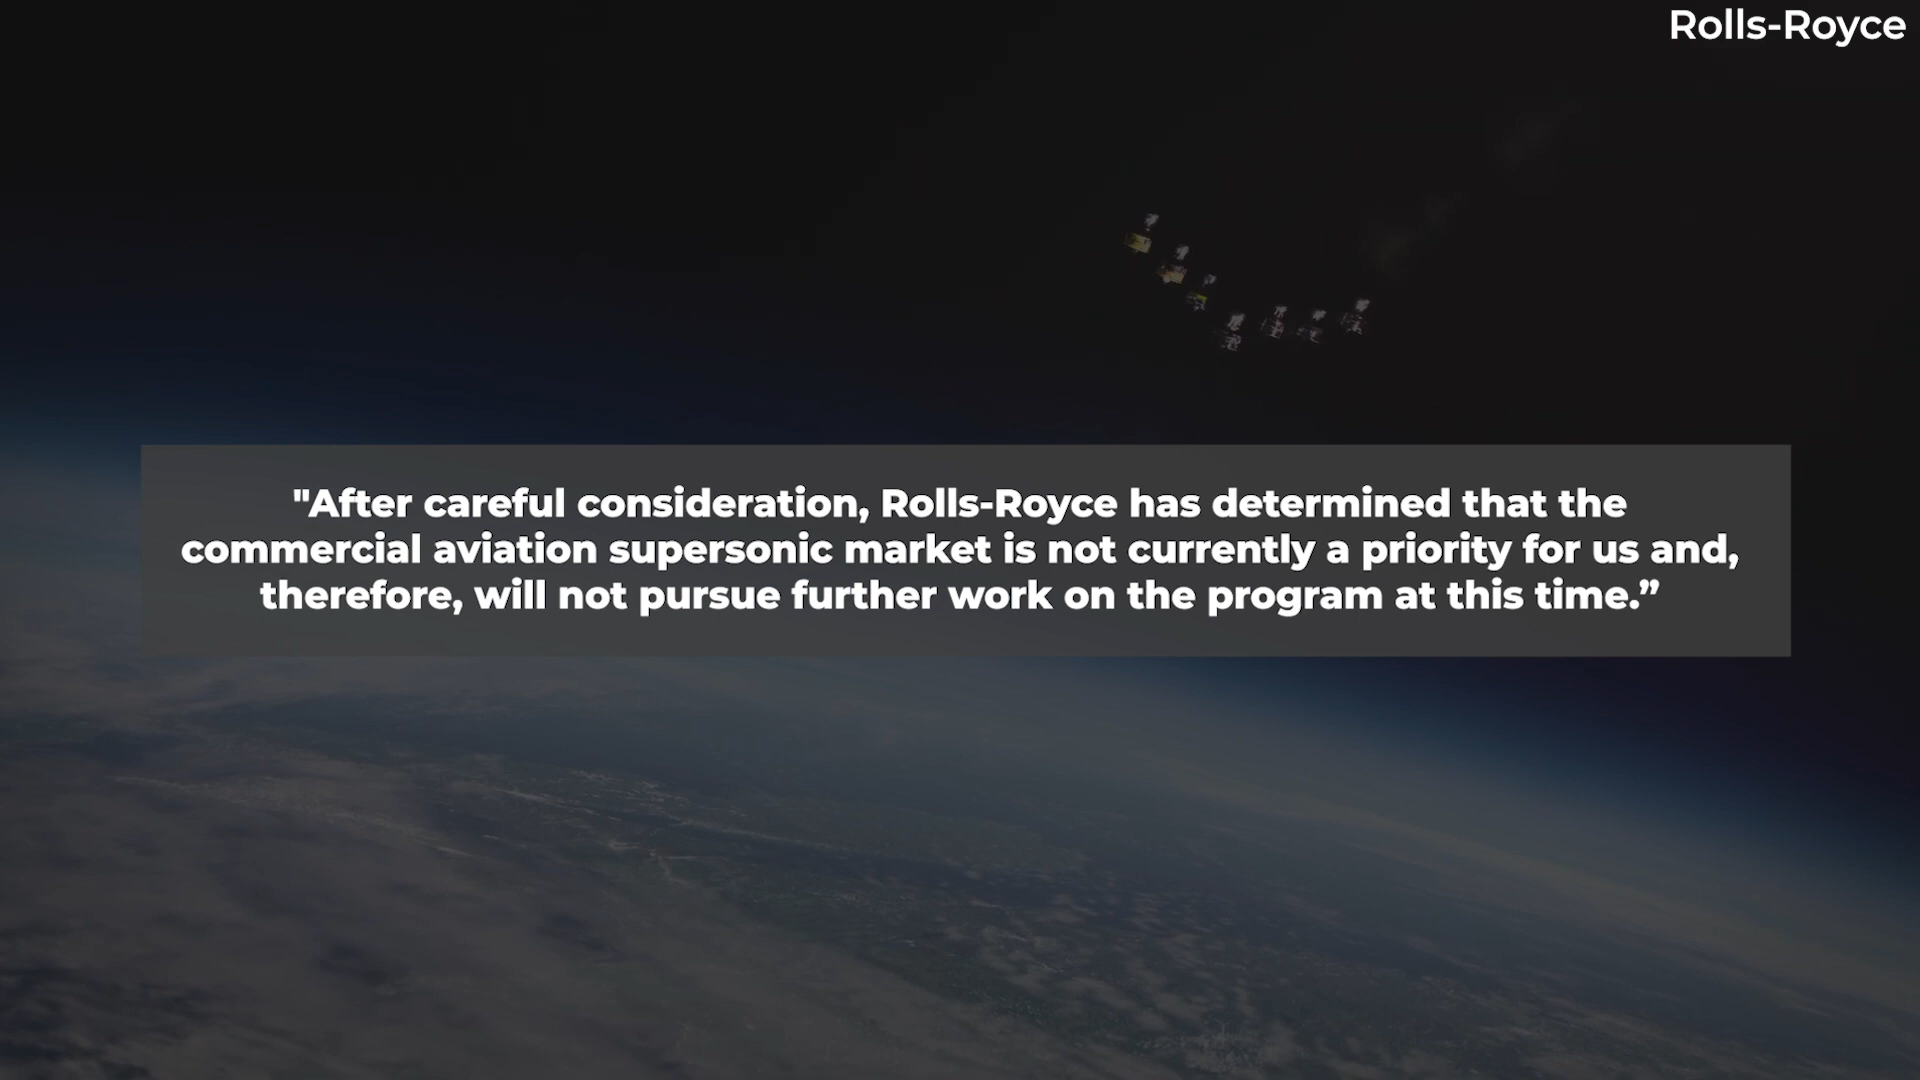 Rolls-Royce
"After careful consideration, Rolls-Royce has determined that the
commercial aviation supersonic market is not currently a priority for us and,
therefore, will not pursue further work on the program at this time.”